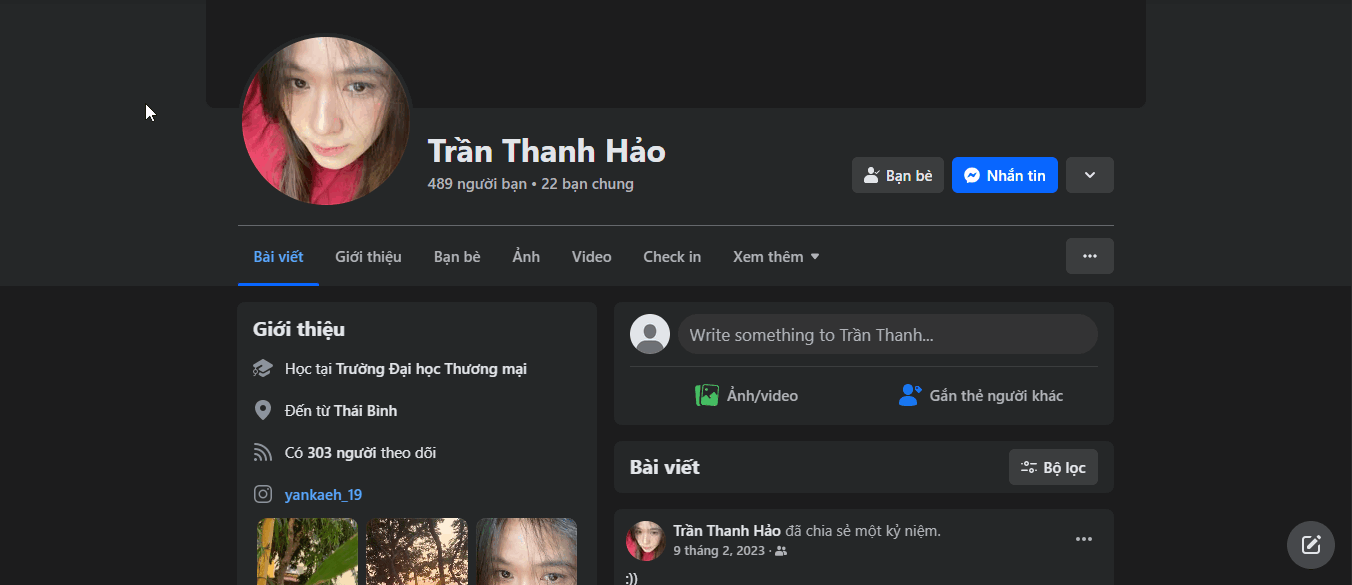 Trần Thanh Hảo
489 người bạn • 22 bạn chung
Bạn bè
Nhắn tin
Bài viết
Giới thiệu
Bạn bè
Ảnh
Video
Check in
Xem thêm
Giới thiệu
Học tại Trường Đại học Thương mại
Đến từ Thái Bình
Có 303 người theo dõi
yankaeh_19
Write something to Trần Thanh...
Ảnh/video
Gắn thẻ người khác
Bài viết
Bộ lọc
Trần Thanh Hảo đã chia sẻ một kỷ niệm.
9 tháng 2, 2023 ·
:))